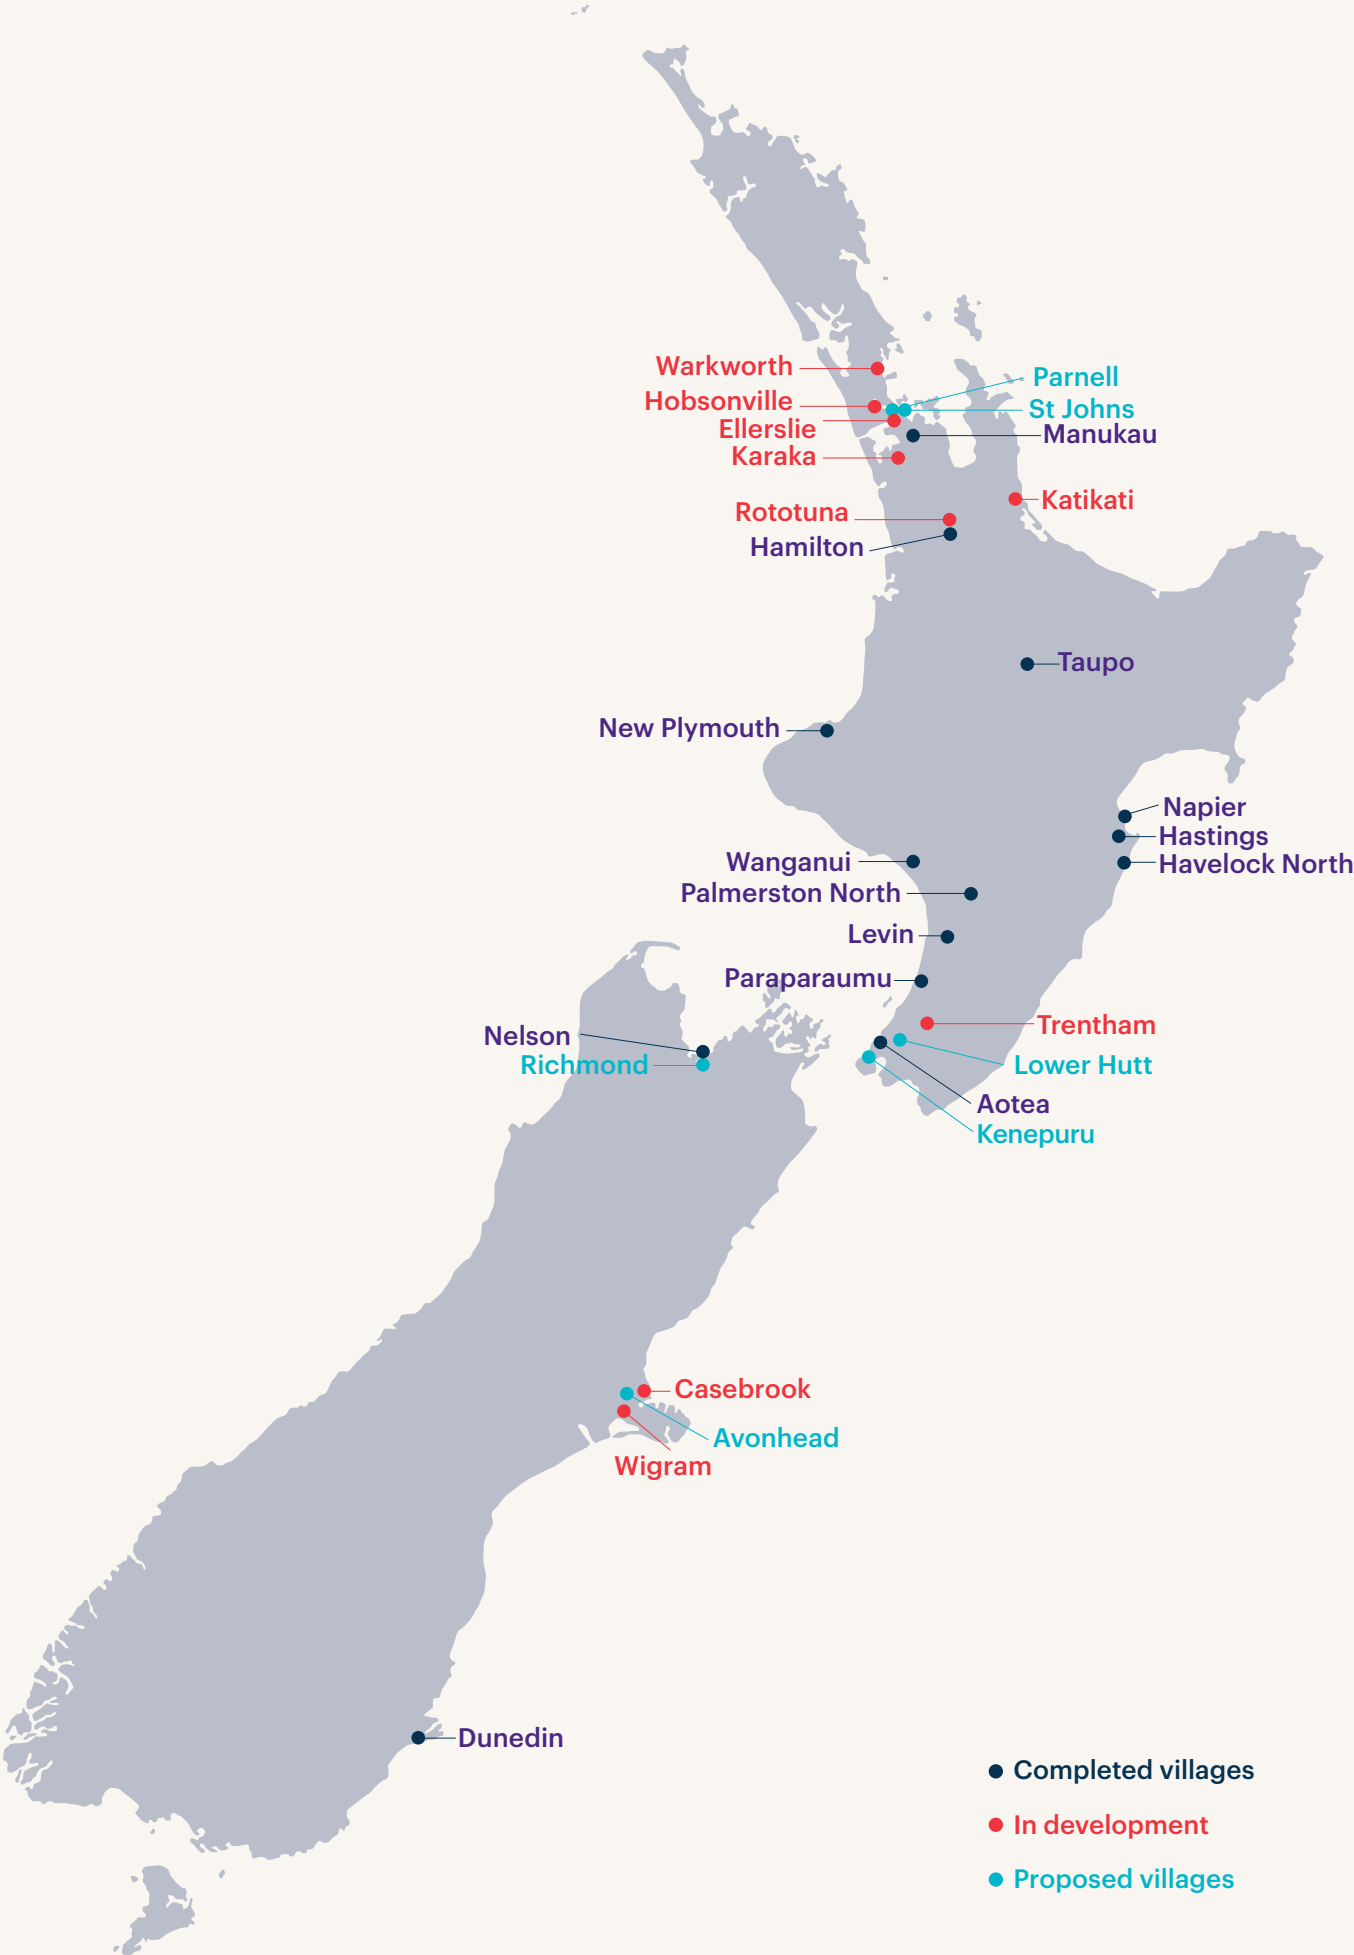 Warkworth
Parnell
Hobsonville
St Johns
Ellerslie
Manukau
Karaka
Katikati
Rototuna
Hamilton
Taupo
New Plymouth
Napier
Hastings
Wanganui
Havelock North
Palmerston North
Levin
Paraparaumu
Trentham
Nelson
Richmond
Lower Hutt
Aotea
Kenepuru
Casebrook
Avonhead
Wigram
Dunedin
Completed villages
In development
Proposed villages